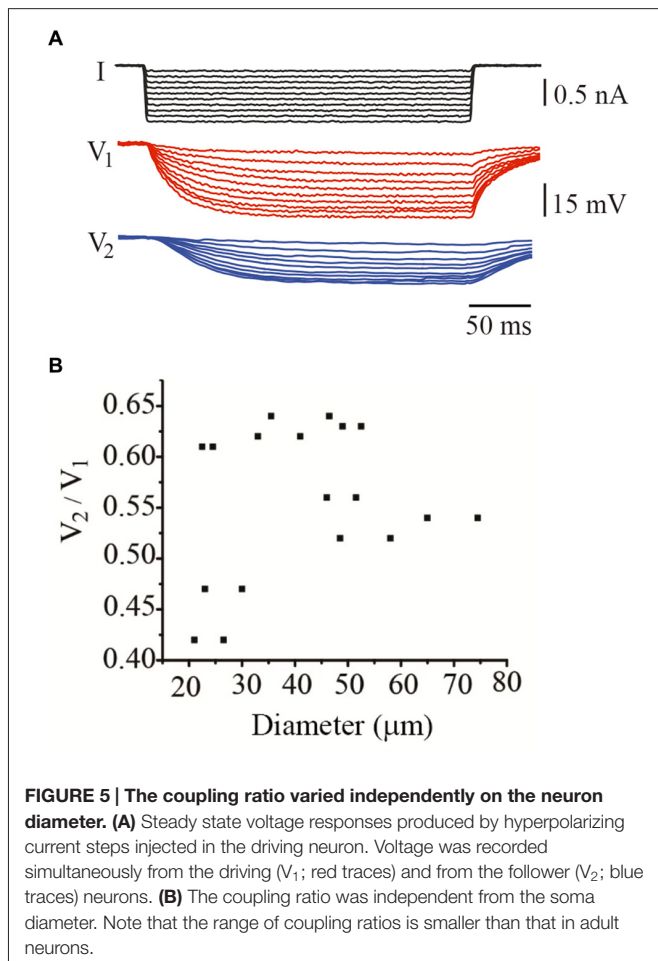 A
I
0.5 nA
V1
15 mV
V2
50 ms
B
0.65
0.60
0.55
0.50
0.45
0.40
V2 / V1
20 30 40 50 60 70 80
Diameter (μm)
FIGURE 5 | The coupling ratio varied independently on the neuron
diameter. (A) Steady state voltage responses produced by hyperpolarizing
current steps injected in the driving neuron. Voltage was recorded
simultaneously from the driving (V1; red traces) and from the follower (V2; blue
traces) neurons. (B) The coupling ratio was independent from the soma
diameter. Note that the range of coupling ratios is smaller than that in adult
neurons.